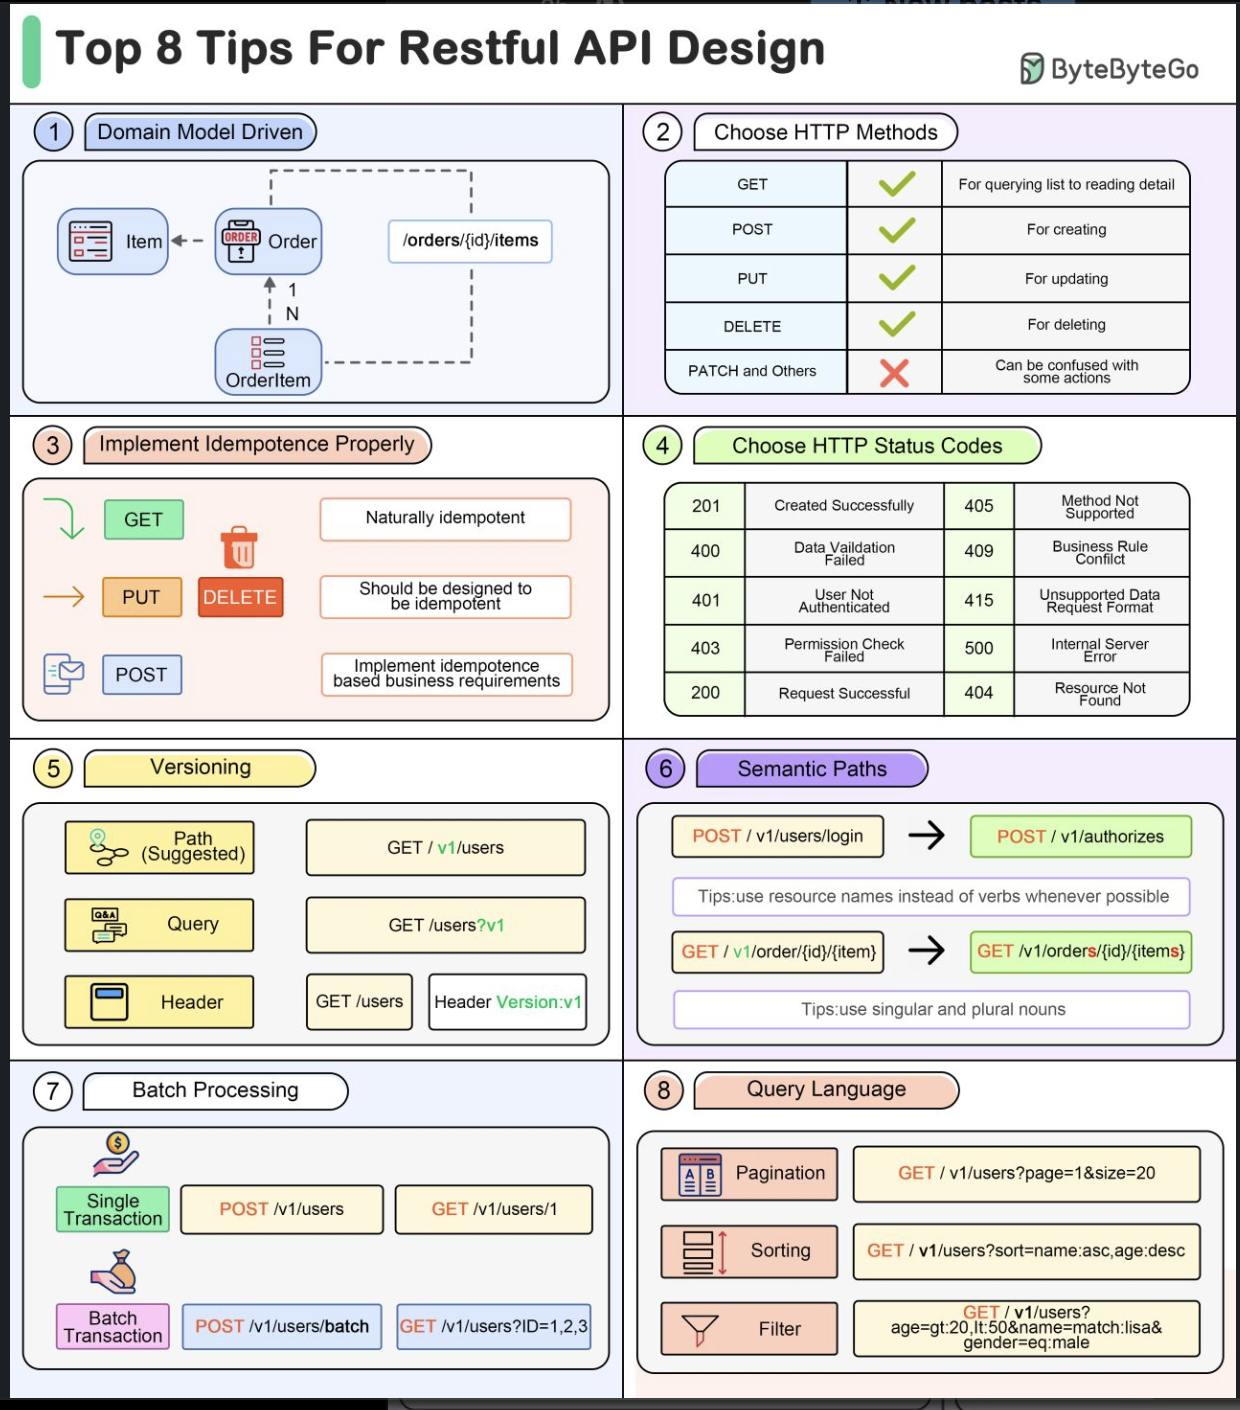 Top 8 Tips For Restful API Design
ByteByteGo
1 Domain Model Driven
Item
ORDER
Order
/orders/{id}/items
1
N
OrderItem
2 Choose HTTP Methods
GET For querying list to reading detail
POST For creating
PUT For updating
DELETE For deleting
PATCH and Others Can be confused with
some actions
3 Implement Idempotence Properly
GET Naturally idempotent
PUT DELETE Should be designed to
be idempotent
POST Implement idempotence
based business requirements
4 Choose HTTP Status Codes
201 Created Successfully 405 Method Not
Supported
400 Data Vaildation
Failed 409 Business Rule
Conflict
401 User Not
Authenticated 415 Unsupported Data
Request Format
403 Permission Check
Failed 500 Internal Server
Error
200 Request Successful 404 Resource Not
Found
5 Versioning
Path
(Suggested) GET / v1/users
Q&A
Query GET /users?v1
Header GET /users Header Version:v1
6 Semantic Paths
POST / v1/users/login POST / v1/authorizes
Tips:use resource names instead of verbs whenever possible
GET / v1/order/{id}/{item} GET /v1/orders/{id}/{items}
Tips:use singular and plural nouns
7 Batch Processing
$
Single
Transaction POST /v1/users GET /v1/users/1
Batch
Transaction POST /v1/users/batch GET /v1/users?ID=1,2,3
8 Query Language
A B
Pagination GET / v1/users?page=1&size=20
Sorting GET / v1/users?sort=name:asc,age:desc
Filter GET / v1/users?
age=gt:20,lt:50&name=match:lisa&
gender=eq:male